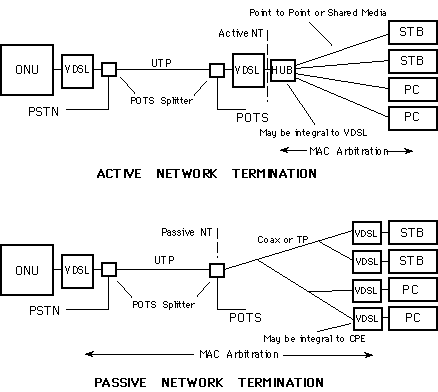 Point to Point or Shared Media
Active NT
STB
ONU
VDSL
UTP
VDSL
HUB
STB
PC
POTS Splitter
PSTN
POTS
PC
May be integral to VDSL
MAC Arbitration
ACTIVE NETWORK TERMINATION
Passive NT
Coax or TP
VDSL
STB
ONU
VDSL
UTP
VDSL
STB
VDSL
PC
POTS Splitter
PSTN
POTS
VDSL
PC
May be integral to CPE
MAC Arbitration
PASSIVE NETWORK TERMINATION